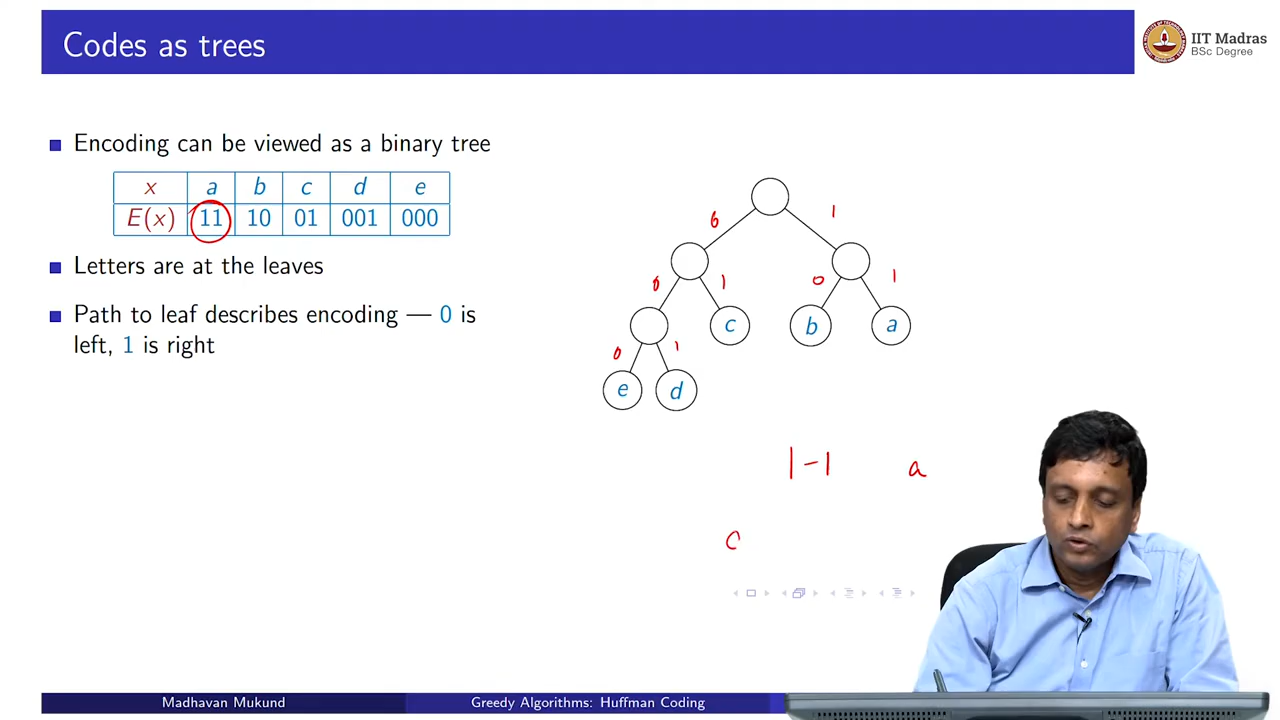 Codes as trees
IIT Madras
BSc Degree
Encoding can be viewed as a binary tree
x a b c d e
E(x) 11 10 01 001 000
Letters are at the leaves
Path to leaf describes encoding — 0 is
left, 1 is right
0 1
0 1 0 1
c b a
0 1
e d
1-1 a
Madhavan Mukund
Greedy Algorithms: Huffman Coding